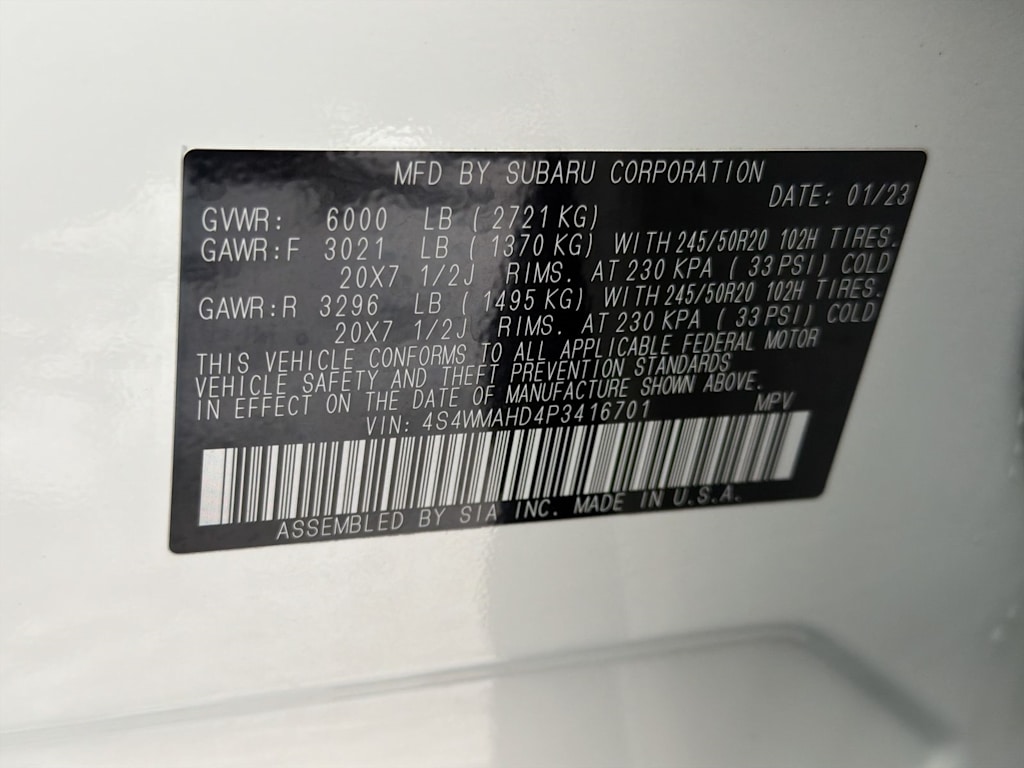 MFD BY SUBARU CORPORATION
DATE: 01/23
GVWR: 6000 LB (2721 KG)
GAWR:F 3021 LB (1370 KG) WITH 245/50R20 102H TIRES.
20X7 1/2J RIMS. AT 230 KPA (33 PSI) COLD
GAWR:R 3296 LB (1495 KG) WITH 245/50R20 102H TIRES.
20X7 1/2J RIMS. AT 230 KPA (33 PSI) COLD
THIS VEHICLE CONFORMS TO ALL APPLICABLE FEDERAL MOTOR
VEHICLE SAFETY AND THEFT PREVENTION STANDARDS
IN EFFECT ON THE DATE OF MANUFACTURE SHOWN ABOVE.
VIN: 4S4WMAHD4P3416701 MPV
ASSEMBLED BY SIA INC. MADE IN U.S.A.